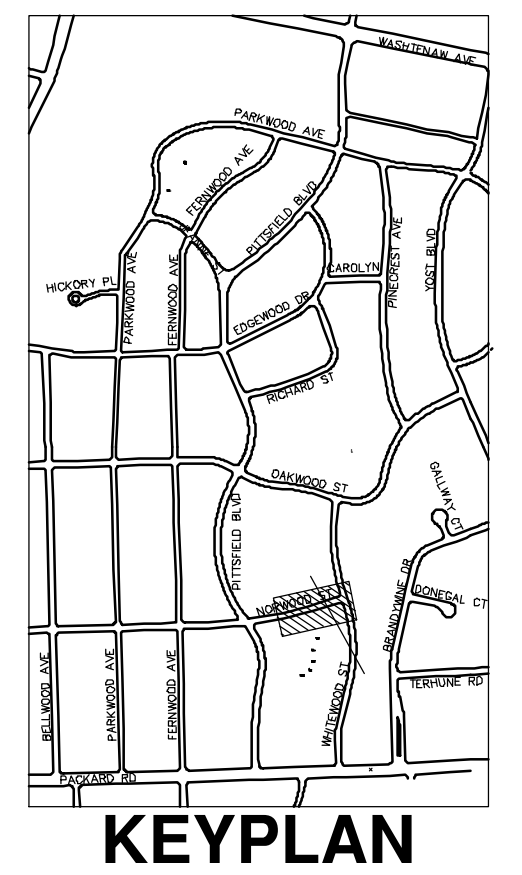 WASHTENAW AVE
PARKWOOD AVE
FERNWOOD AVE
PITTSFIELD BLVD
PINECREST AVE
YOST BLVD
CAROLYN
HICKORY PL
PARKWOOD AVE
FERNWOOD AVE
EDGEWOOD DR
RICHARD ST
OAKWOOD ST
GALLWAY CT
PITTSFIELD BLVD
NORWOOD ST
BRANDYWINE DR
DONEGAL CT
BELLWOOD AVE
PARKWOOD AVE
FERNWOOD AVE
WHITEWOOD ST
TERHUNE RD
PACKARD RD
KEYPLAN